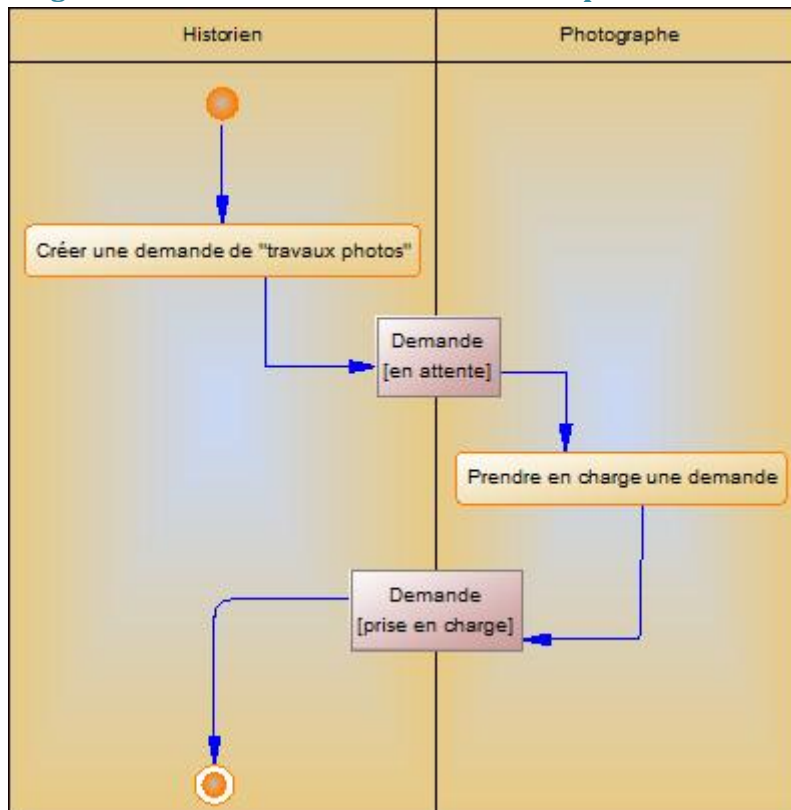 Historien
Photographe
Créer une demande de "travaux photos"
Demande
[en attente]
Prendre en charge une demande
Demande
[prise en charge]